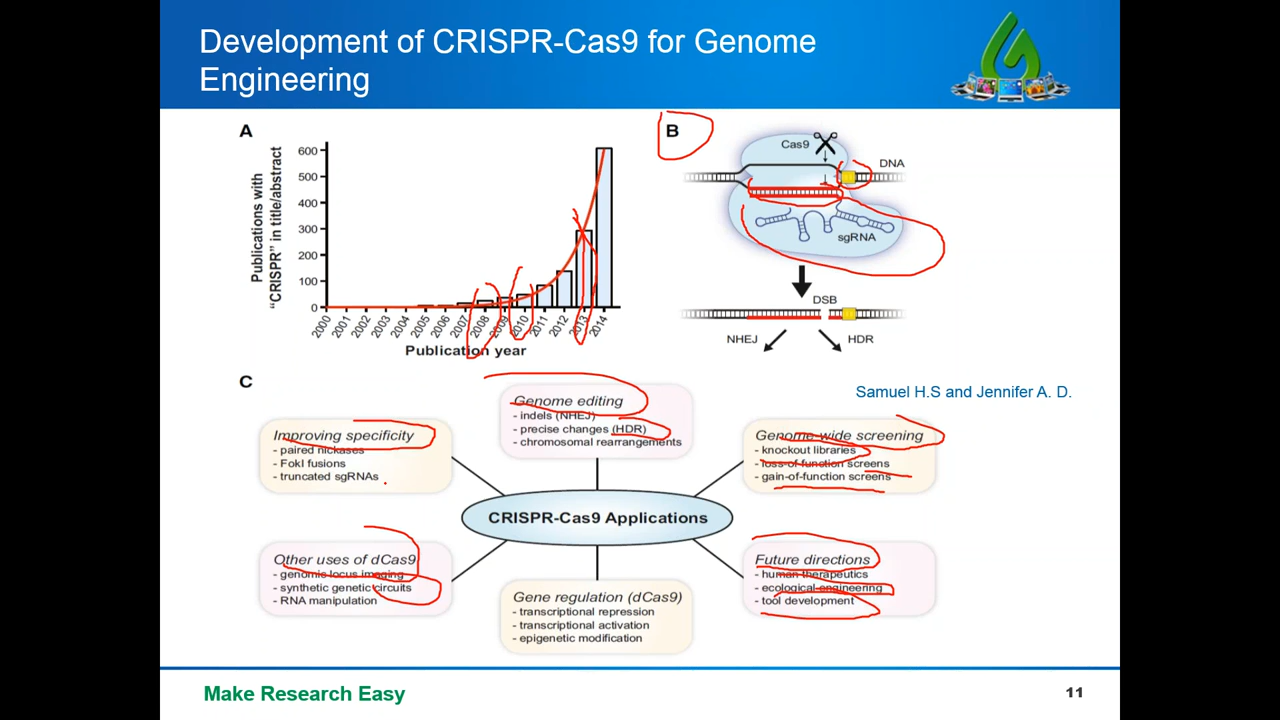 Development of CRISPR-Cas9 for Genome
Engineering
A
Publications with
"CRISPR" in title/abstract
600
500
400
300
200
100
0
2000
2001
2002
2003
2004
2005
2006
2007
2008
2009
2010
2011
2012
2013
2014
Publication year
B
Cas9
DNA
sgRNA
DSB
NHEJ
HDR
Samuel H.S and Jennifer A. D.
C
Genome editing
- indels (NHEJ)
- precise changes (HDR)
- chromosomal rearrangements
Improving specificity
- paired nickases
- FokI fusions
- truncated sgRNAs
Genome-wide screening
- knockout libraries
- loss-of-function screens
- gain-of-function screens
CRISPR-Cas9 Applications
Other uses of dCas9
- genomic locus imaging
- synthetic genetic circuits
- RNA manipulation
Gene regulation (dCas9)
- transcriptional repression
- transcriptional activation
- epigenetic modification
Future directions
- human therapeutics
- ecological engineering
- tool development
Make Research Easy
11